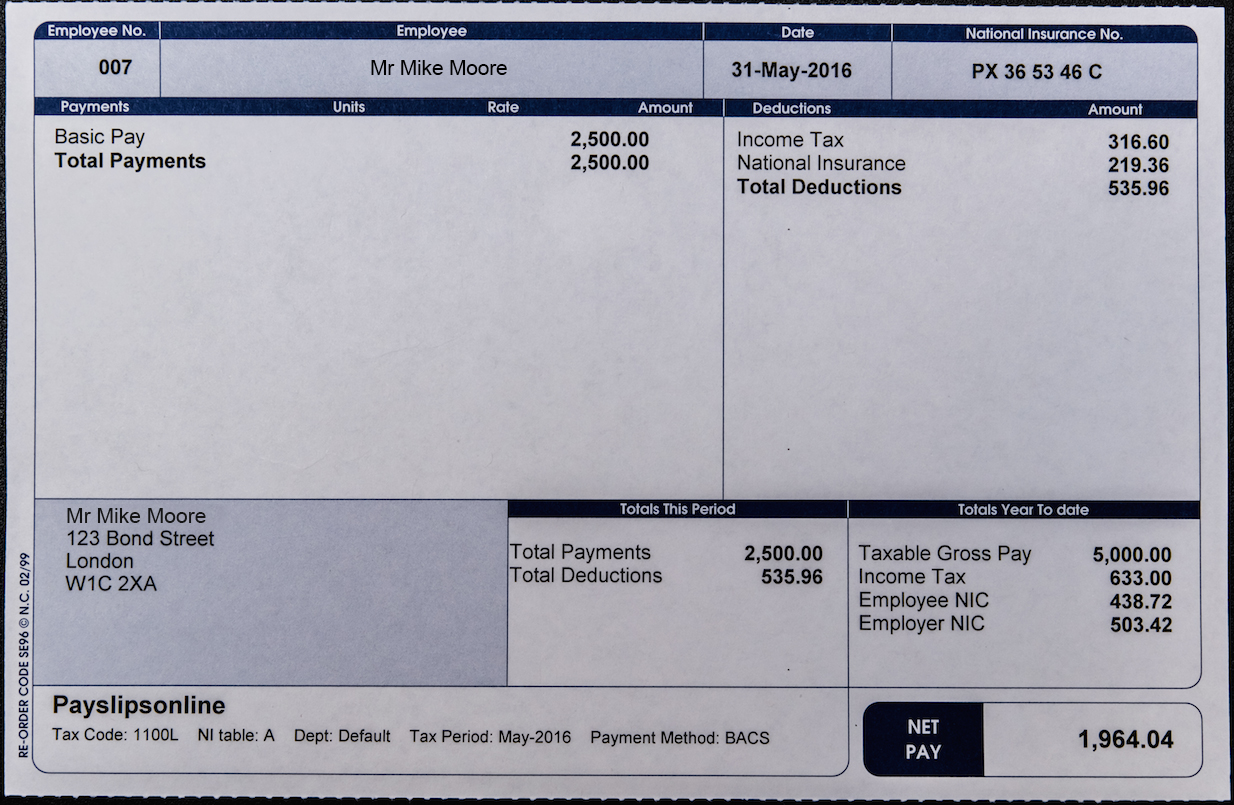 Employee No. Employee Date National Insurance No.
007 Mr Mike Moore 31-May-2016 PX 36 53 46 C
Payments Units Rate Amount Deductions Amount
Basic Pay 2,500.00 Income Tax 316.60
Total Payments 2,500.00 National Insurance 219.36
Total Deductions 535.96
Mr Mike Moore
123 Bond Street
London
W1C 2XA
Totals This Period
Total Payments 2,500.00
Total Deductions 535.96
Totals Year To date
Taxable Gross Pay 5,000.00
Income Tax 633.00
Employee NIC 438.72
Employer NIC 503.42
RE-ORDER CODE SE96 © N.C. 02/99
Payslipsonline
Tax Code: 1100L NI table: A Dept: Default Tax Period: May-2016 Payment Method: BACS
NET PAY 1,964.04